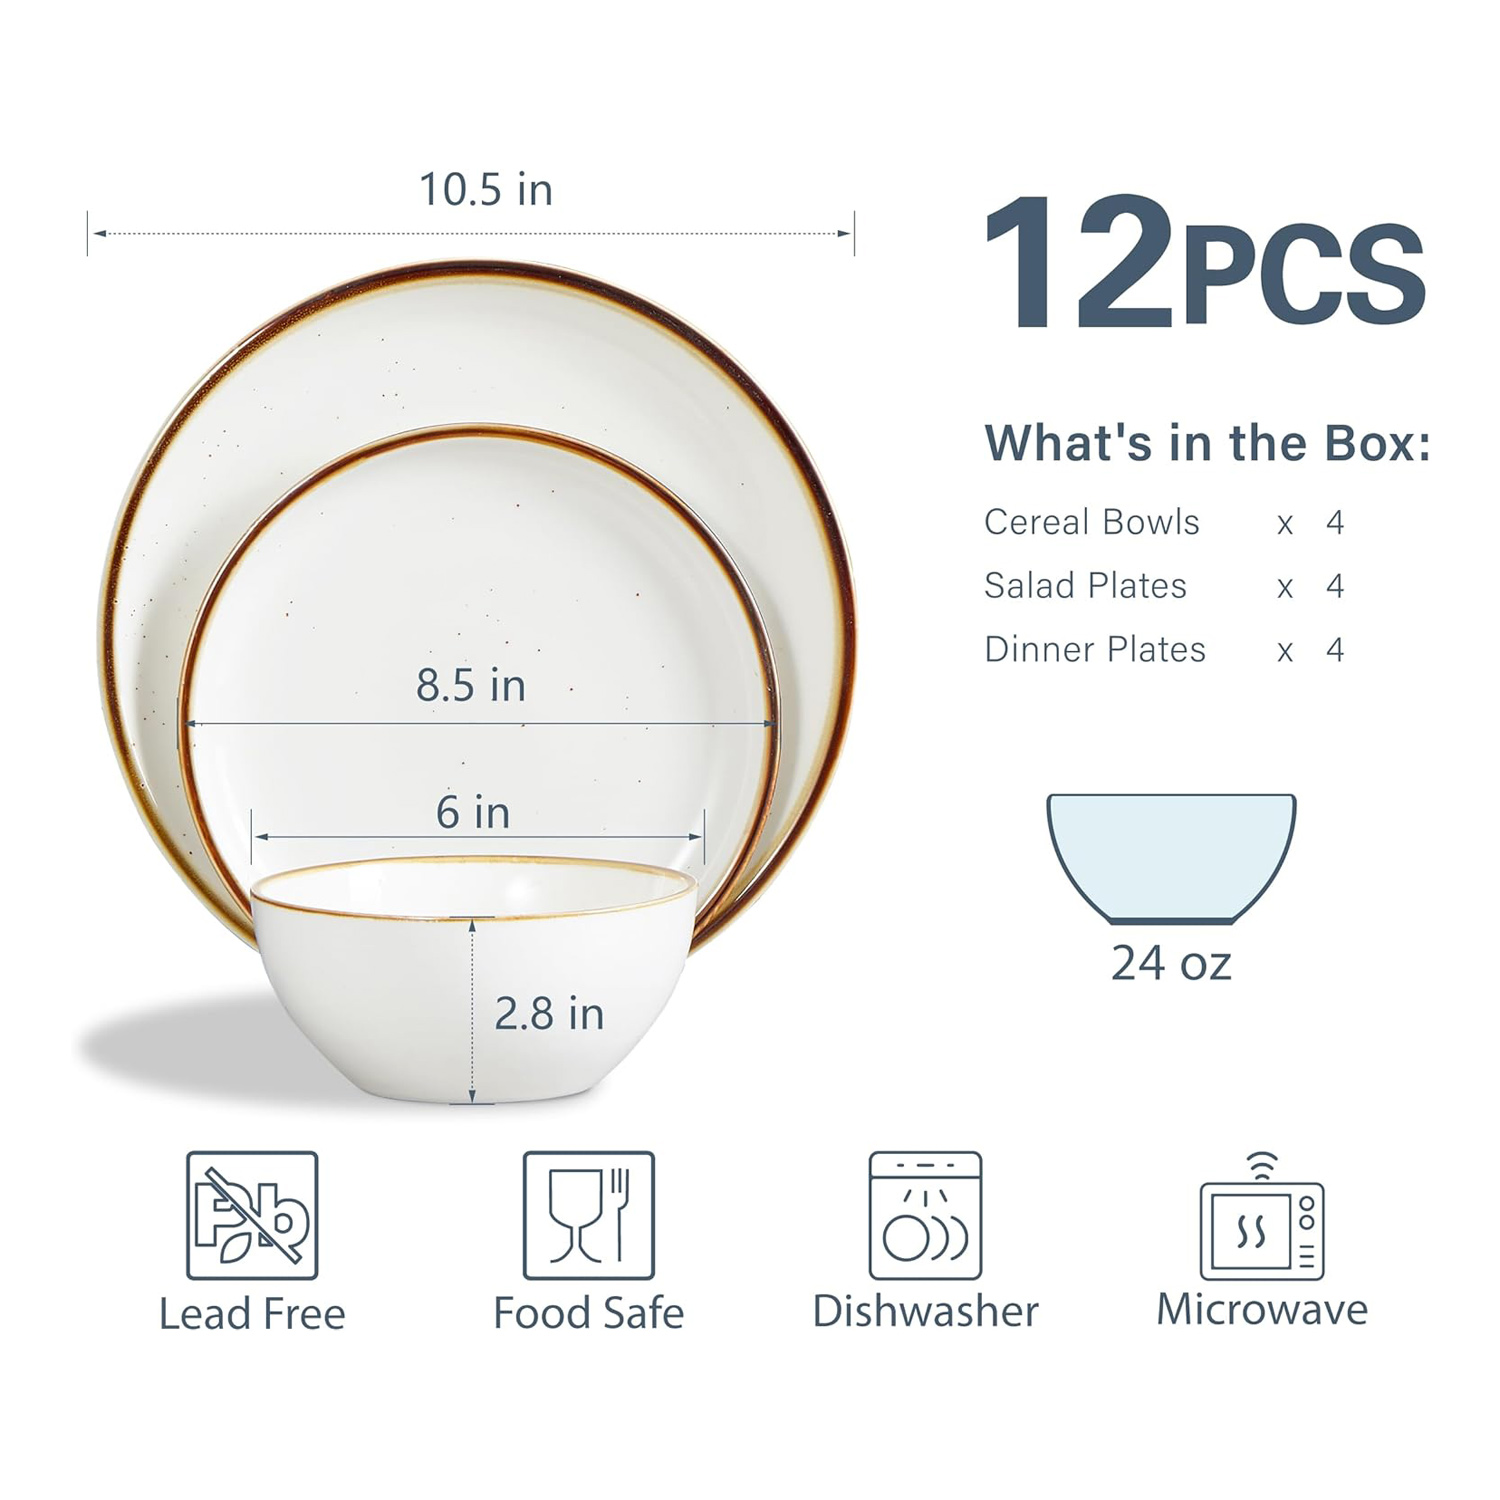 10.5 in
12PCS
What's in the Box:
Cereal Bowls x 4
Salad Plates x 4
Dinner Plates x 4
8.5 in
6 in
2.8 in
24 oz
Pb
Lead Free
Food Safe
Dishwasher
Microwave